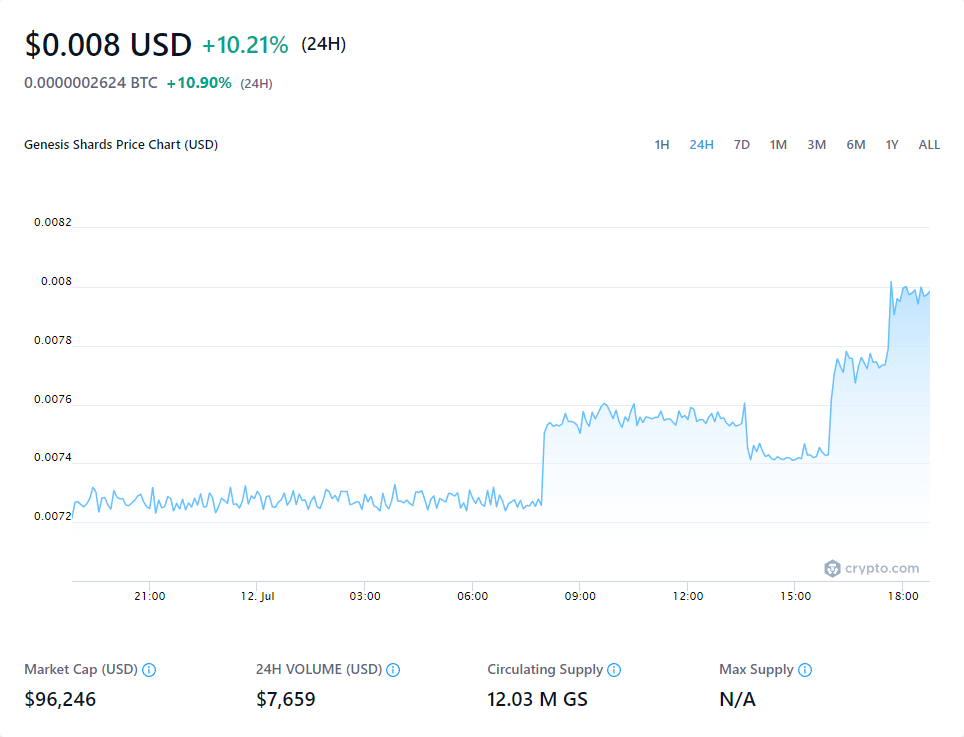 $0.008 USD +10.21% (24H)
0.0000002624 BTC +10.90% (24H)
Genesis Shards Price Chart (USD) 1H 24H 7D 1M 3M 6M 1Y ALL
0.0082
0.008
0.0078
0.0076
0.0074
0.0072
crypto.com
21:00 12. Jul 03:00 06:00 09:00 12:00 15:00 18:00
Market Cap (USD) 24H VOLUME (USD) Circulating Supply Max Supply
$96,246 $7,659 12.03 M GS N/A